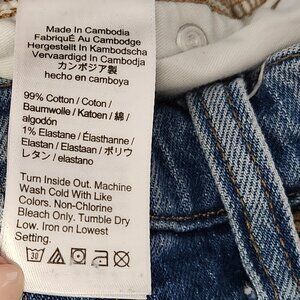 Made In Cambodia
FabriquÉ Au Cambodge
Hergestellt In Kambodscha
Vervaardigd In Cambodja
カンボジア製
hecho en camboya
99% Cotton / Coton /
Baumwolle / Katoen / 綿 /
algodón
1% Elastane / Élasthanne /
Elastan / Elastaan / ポリウ
レタン / elastano
Turn Inside Out. Machine
Wash Cold With Like
Colors. Non-Chlorine
Bleach Only. Tumble Dry
Low. Iron on Lowest
Setting.
30